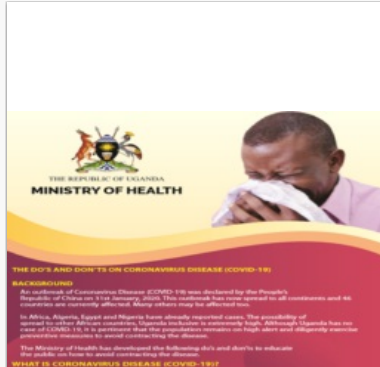 THE REPUBLIC OF UGANDA
MINISTRY OF HEALTH
THE DO'S AND DON'TS ON CORONAVIRUS DISEASE (COVID-19)
BACKGROUND
An outbreak of Coronavirus Disease (COVID-19) was declared by the People's
Republic of China on 31st January, 2020. This outbreak has now spread to all continents and 46
countries are currently affected. Many others may be affected too.
In Africa, Algeria, Egypt and Nigeria have already reported cases. The possibility of
spread to other African countries, Uganda inclusive is extremely high. Although Uganda has no
case of COVID-19, it is pertinent that the population remains on high alert and diligently exercise
preventive measures to avoid contracting the disease.
The Ministry of Health has developed the following do's and don'ts to educate
the public on how to avoid contracting the disease.
WHAT IS CORONAVIRUS DISEASE (COVID-19)?